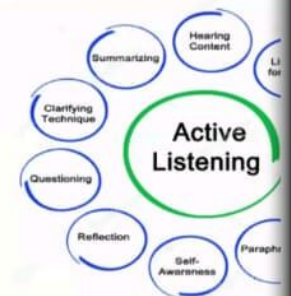 Hearing
Content
Summarizing
Clarifying
Technique
Active
Listening
Questioning
Reflection
Self-
Awareness